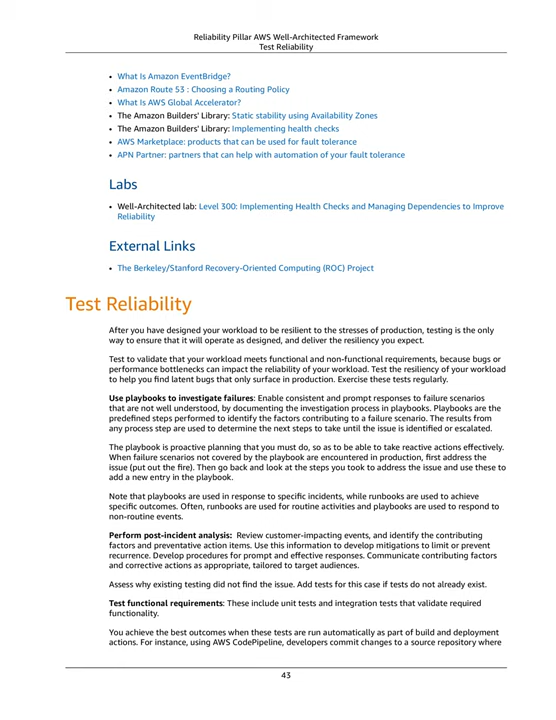 Reliability Pillar AWS Well-Architected Framework
Test Reliability
• What Is Amazon EventBridge?
• Amazon Route 53 : Choosing a Routing Policy
• What Is AWS Global Accelerator?
• The Amazon Builders' Library: Static stability using Availability Zones
• The Amazon Builders' Library: Implementing health checks
• AWS Marketplace: products that can be used for fault tolerance
• APN Partner: partners that can help with automation of your fault tolerance
Labs
• Well-Architected lab: Level 300: Implementing Health Checks and Managing Dependencies to Improve
Reliability
External Links
• The Berkeley/Stanford Recovery-Oriented Computing (ROC) Project
Test Reliability
After you have designed your workload to be resilient to the stresses of production, testing is the only
way to ensure that it will operate as designed, and deliver the resiliency you expect.
Test to validate that your workload meets functional and non-functional requirements, because bugs or
performance bottlenecks can impact the reliability of your workload. Test the resiliency of your workload
to help you find latent bugs that only surface in production. Exercise these tests regularly.
Use playbooks to investigate failures: Enable consistent and prompt responses to failure scenarios
that are not well understood, by documenting the investigation process in playbooks. Playbooks are the
predefined steps performed to identify the factors contributing to a failure scenario. The results from
any process step are used to determine the next steps to take until the issue is identified or escalated.
The playbook is proactive planning that you must do, so as to be able to take reactive actions effectively.
When failure scenarios not covered by the playbook are encountered in production, first address the
issue (put out the fire). Then go back and look at the steps you took to address the issue and use these to
add a new entry in the playbook.
Note that playbooks are used in response to specific incidents, while runbooks are used to achieve
specific outcomes. Often, runbooks are used for routine activities and playbooks are used to respond to
non-routine events.
Perform post-incident analysis: Review customer-impacting events, and identify the contributing
factors and preventative action items. Use this information to develop mitigations to limit or prevent
recurrence. Develop procedures for prompt and effective responses. Communicate contributing factors
and corrective actions as appropriate, tailored to target audiences.
Assess why existing testing did not find the issue. Add tests for this case if tests do not already exist.
Test functional requirements: These include unit tests and integration tests that validate required
functionality.
You achieve the best outcomes when these tests are run automatically as part of build and deployment
actions. For instance, using AWS CodePipeline, developers commit changes to a source repository where
43